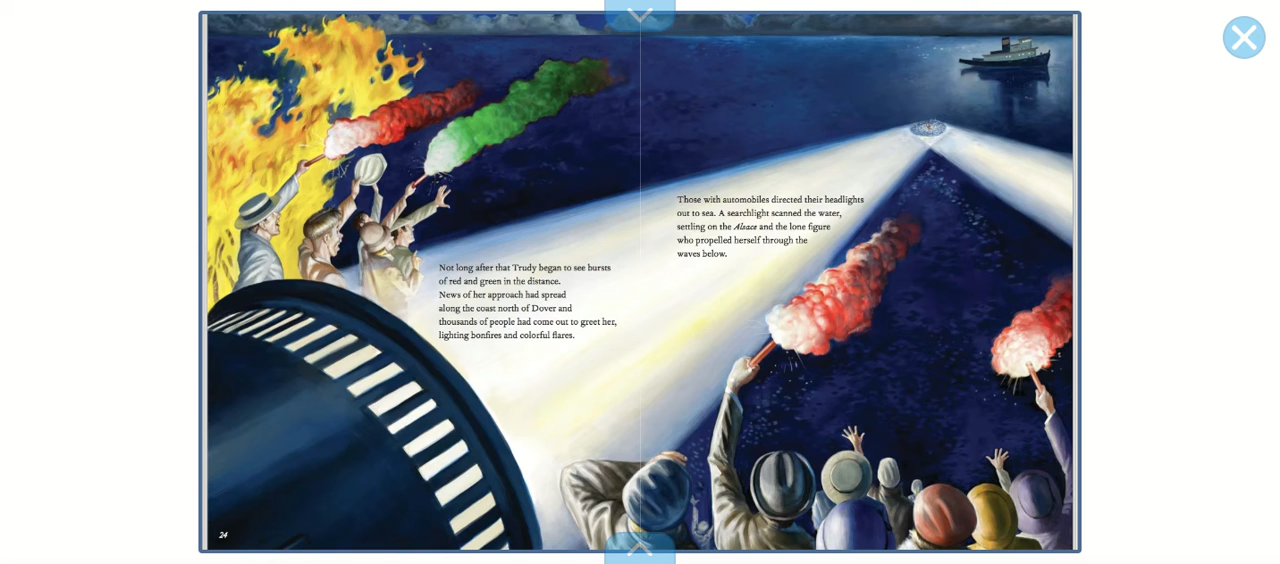 Not long after that Trudy began to see bursts
of red and green in the distance.
News of her approach had spread
along the coast north of Dover and
thousands of people had come out to greet her,
lighting bonfires and colorful flares.
Those with automobiles directed their headlights
out to sea. A searchlight scanned the water,
settling on the Alsace and the lone figure
who propelled herself through the
waves below.
24